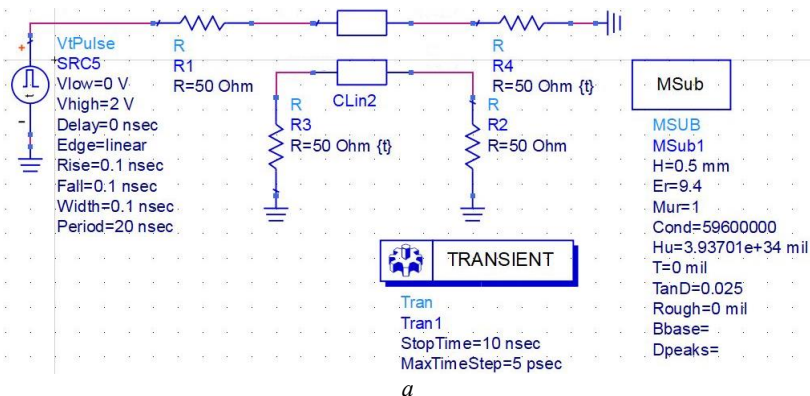 VtPulse
SRC5
Vlow=0 V
Vhigh=2 V
Delay=0 nsec
Edge=linear
Rise=0.1 nsec
Fall=0.1 nsec
Width=0.1 nsec
Period=20 nsec
R
R1
R=50 Ohm
R
R4
R=50 Ohm {t}
CLin2
R
R3
R=50 Ohm {t}
R
R2
R=50 Ohm
MSub
MSUB
MSub1
H=0.5 mm
Er=9.4
Mur=1
Cond=59600000
Hu=3.93701e+34 mil
T=0 mil
TanD=0.025
Rough=0 mil
Bbase=
Dpeaks=
TRANSIENT
Tran
Tran1
StopTime=10 nsec
MaxTimeStep=5 psec
a